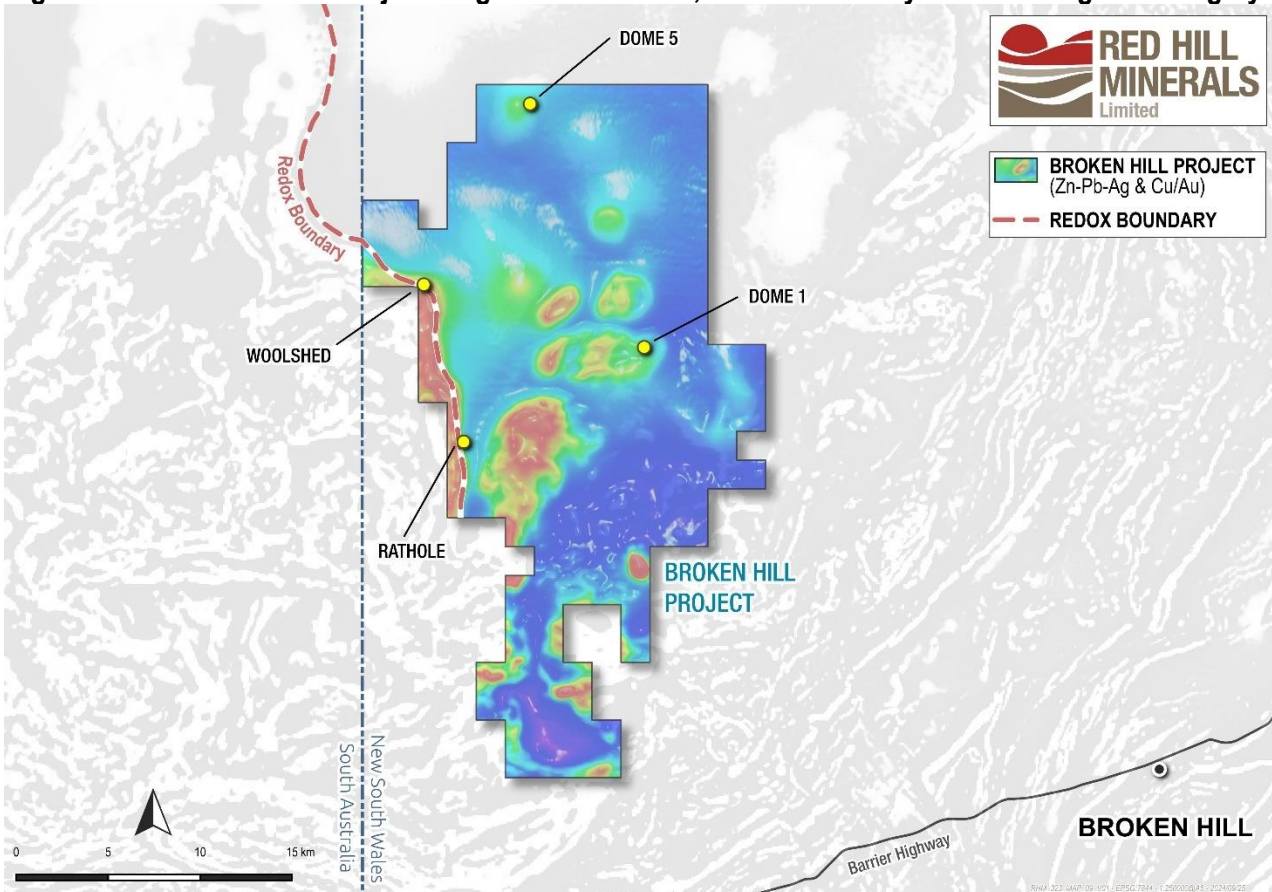 DOME 5
RED HILL
MINERALS
Limited
BROKEN HILL PROJECT
(Zn-Pb-Ag & Cu/Au)
REDOX BOUNDARY
Redox Boundary
DOME 1
WOOLSHED
RATHOLE
BROKEN HILL
PROJECT
South Australia
New South Wales
BROKEN HILL
Barrier Highway
0 5 10 15 km